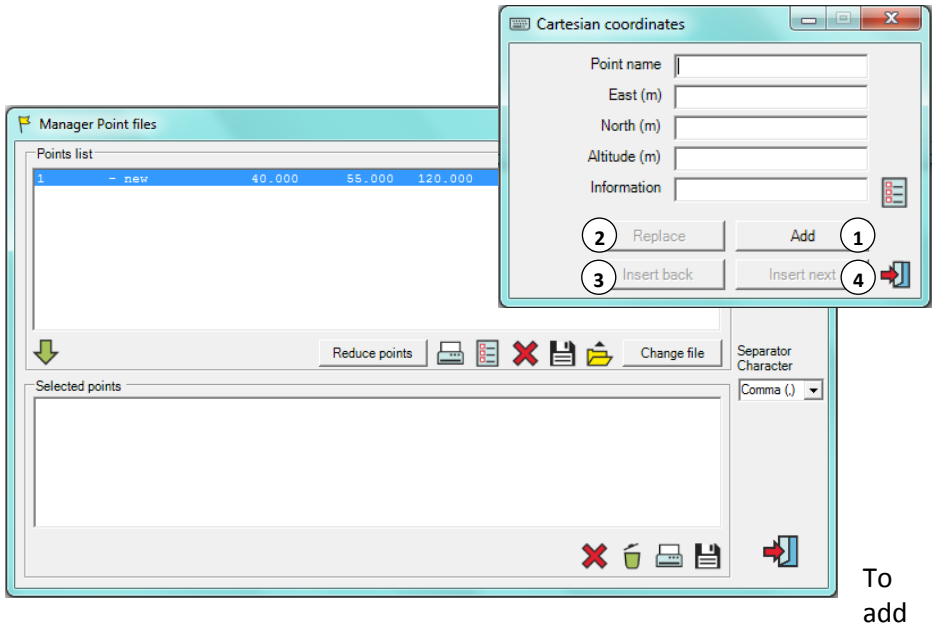 Cartesian coordinates
Point name
East (m)
North (m)
Altitude (m)
Information
2 Replace
Add 1
3 Insert back
Insert next 4
Manager Point files
Points list
1 - new 40.000 55.000 120.000
Reduce points
Change file
Separator
Character
Comma (,)
Selected points
To
add